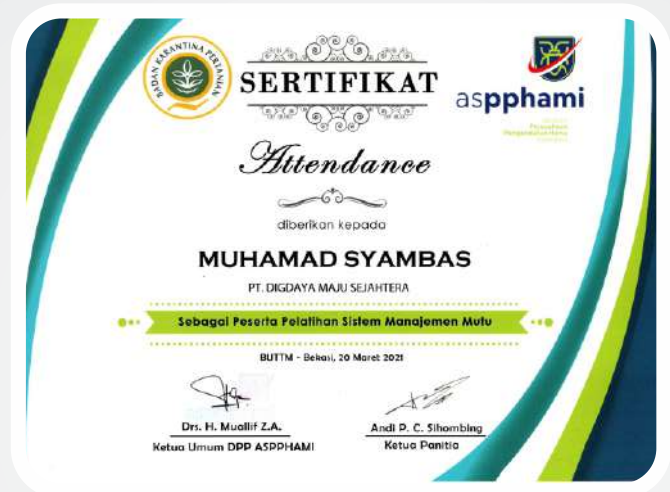 BADAN KARANTINA PERTANIAN
SERTIFIKAT
aspphami
Attendance
diberikan kepada
MUHAMAD SYAMBAS
PT. DIGDAYA MAJU SEJAHTERA
Sebagai Peserta Pelatihan Sistem Manajemen Mutu
BUTTM - Bekasi, 20 Maret 2021
Drs. H. Muallif Z.A.
Ketua Umum DPP ASPPHAMI
Andi P. C. Sihombing
Ketua Panitia